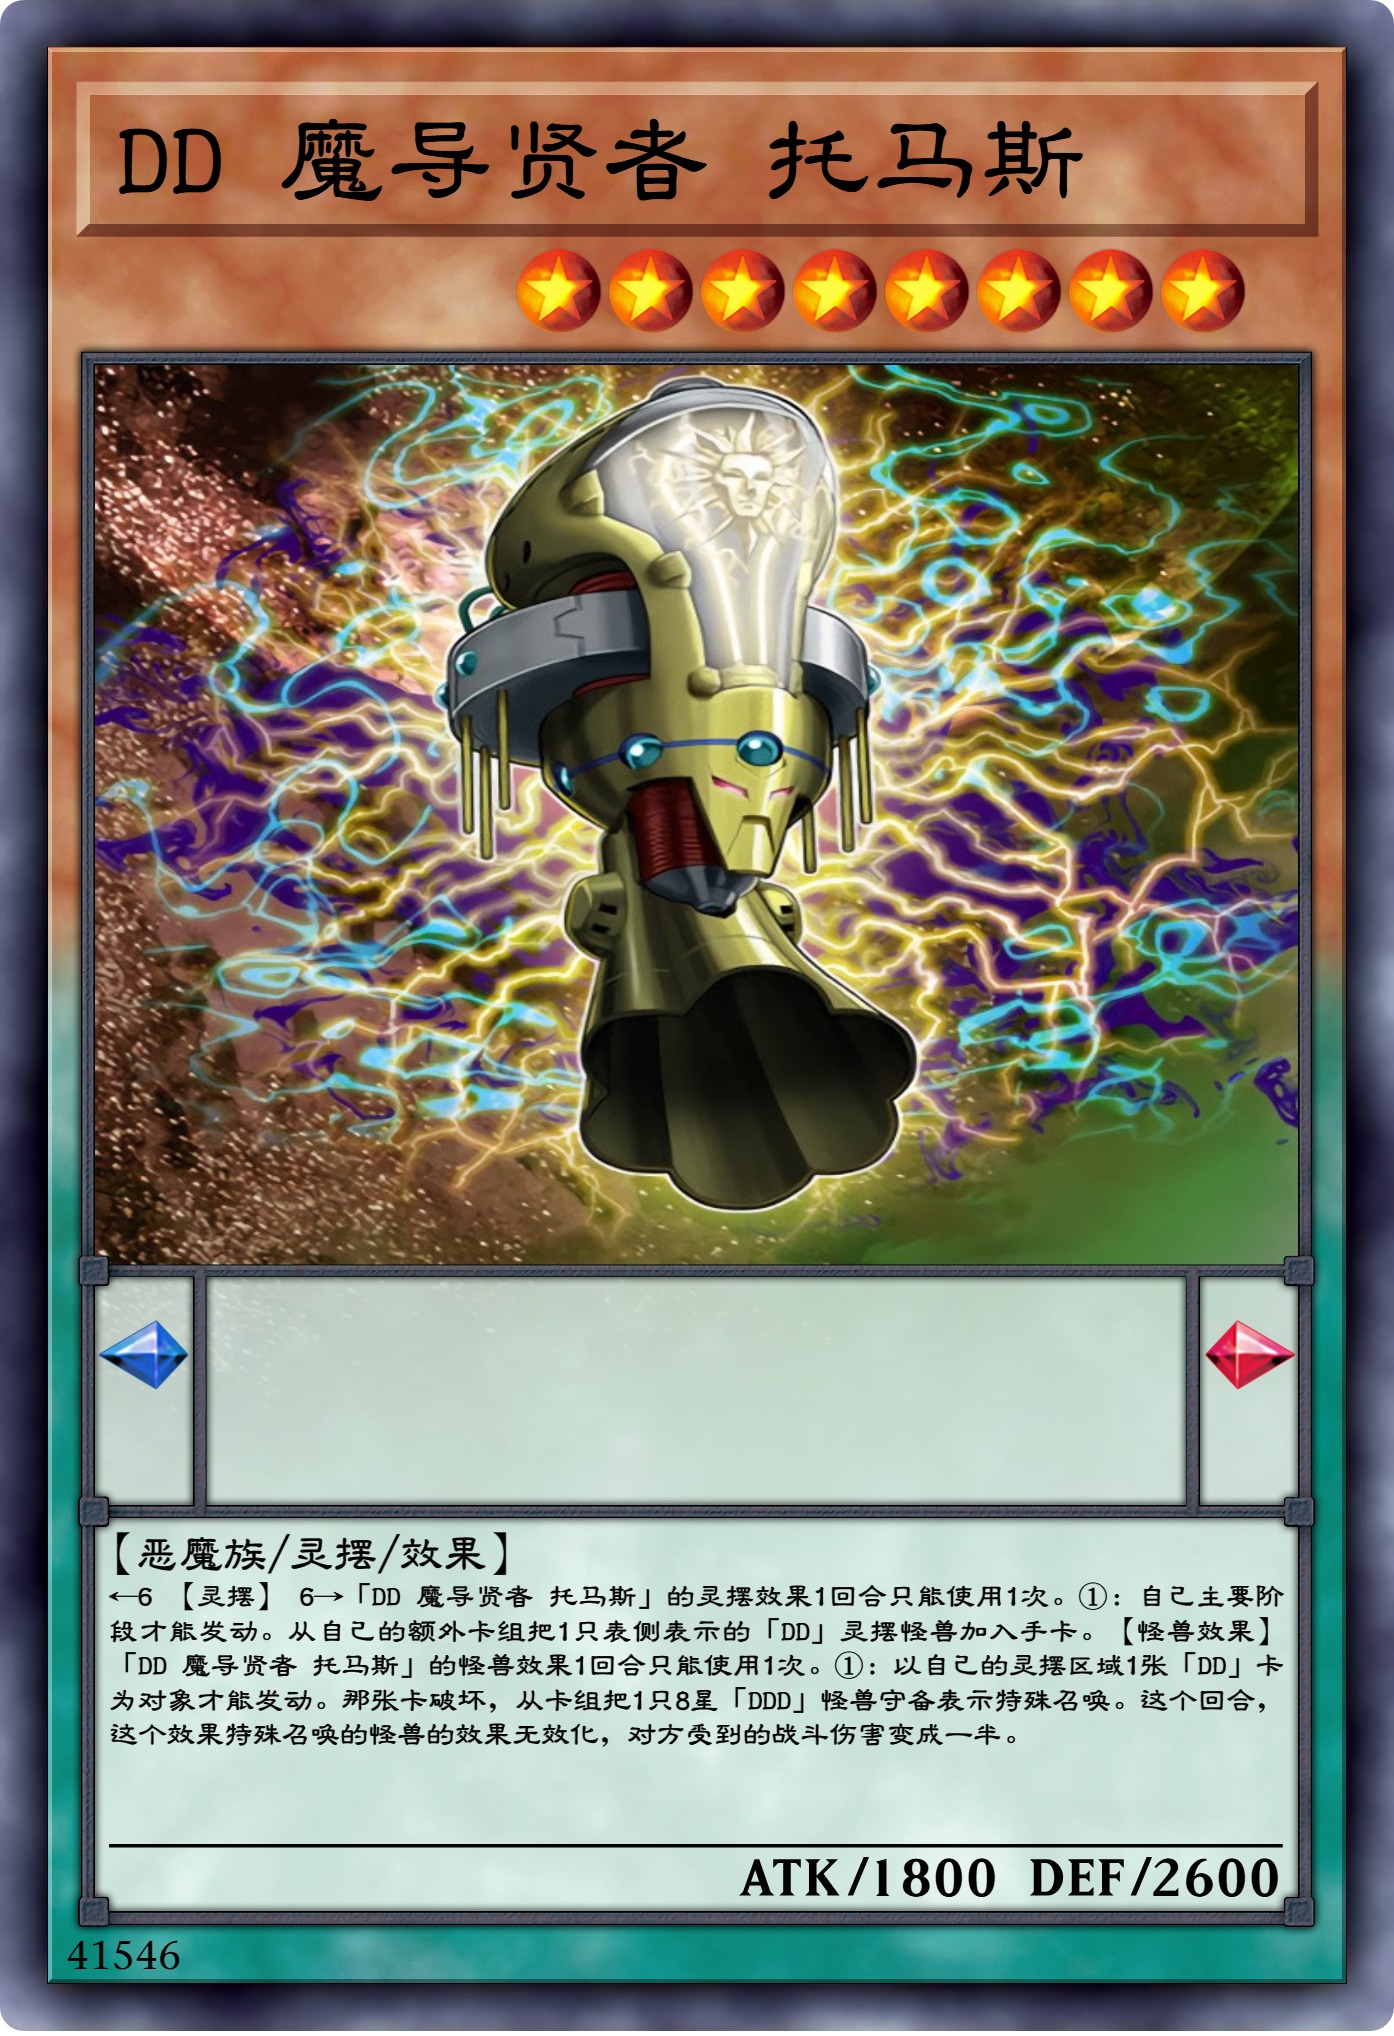 DD 魔导贤者 托马斯
【恶魔族/灵摆/效果】
←6 【灵摆】 6→「DD 魔导贤者 托马斯」的灵摆效果1回合只能使用1次。①：自己主要阶
段才能发动。从自己的额外卡组把1只表侧表示的「DD」灵摆怪兽加入手卡。【怪兽效果】
「DD 魔导贤者 托马斯」的怪兽效果1回合只能使用1次。①：以自己的灵摆区域1张「DD」卡
为对象才能发动。那张卡破坏，从卡组把1只8星「DDD」怪兽守备表示特殊召唤。这个回合，
这个效果特殊召唤的怪兽的效果无效化，对方受到的战斗伤害变成一半。
ATK/1800 DEF/2600
41546